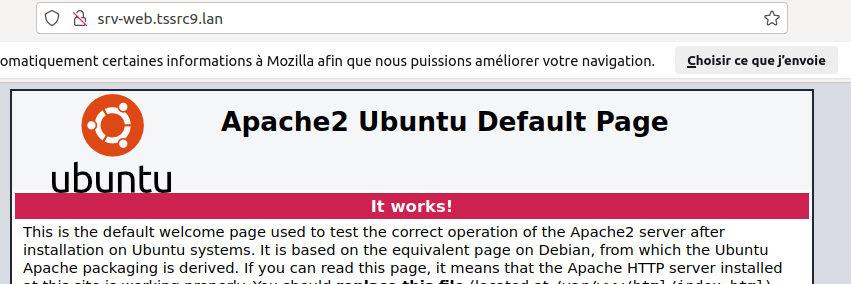 srv-web.tssrc9.lan
omatiquement certaines informations à Mozilla afin que nous puissions améliorer votre navigation. Choisir ce que j’envoie
Apache2 Ubuntu Default Page
ubuntu
It works!
This is the default welcome page used to test the correct operation of the Apache2 server after
installation on Ubuntu systems. It is based on the equivalent page on Debian, from which the Ubuntu
Apache packaging is derived. If you can read this page, it means that the Apache HTTP server installed
at this site is working properly. You should replace this file (located at /var/www/html/index.html)